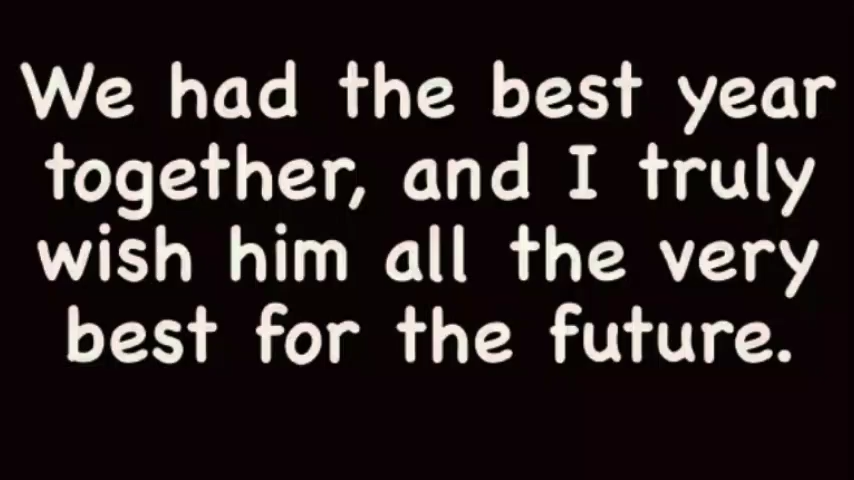 We had the best year
together, and I truly
wish him all the very
best for the future.